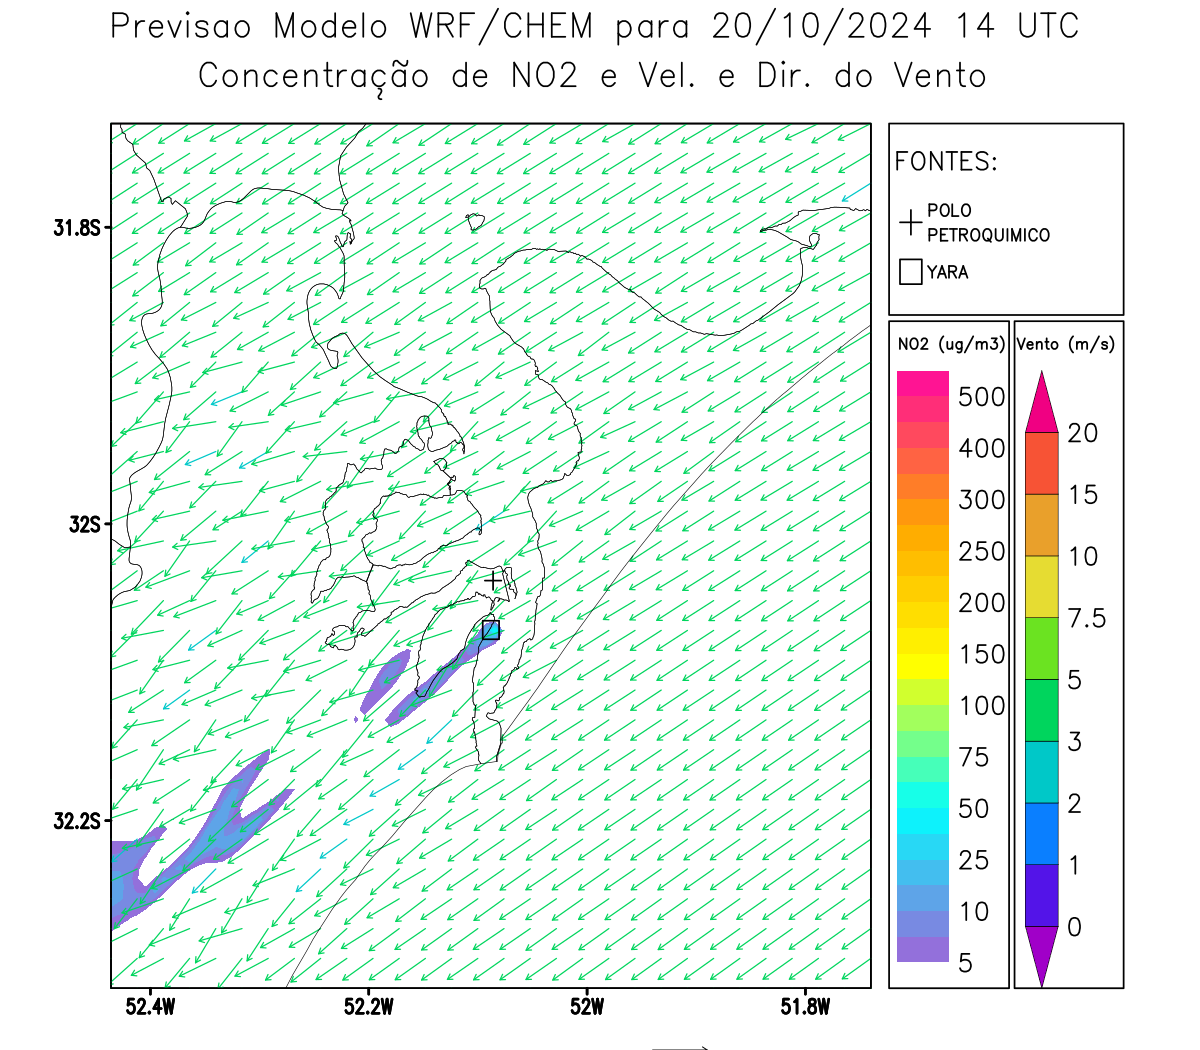 Previsao Modelo WRF/CHEM para 20/10/2024 14 UTC
Concentração de NO2 e Vel. e Dir. do Vento
FONTES:
POLO
PETROQUIMICO
YARA
NO2 (ug/m3)
500
400
300
250
200
150
100
75
50
25
10
5
Vento (m/s)
20
15
10
7.5
5
3
2
1
0
31.8S
32S
32.2S
52.4W 52.2W 52W 51.8W